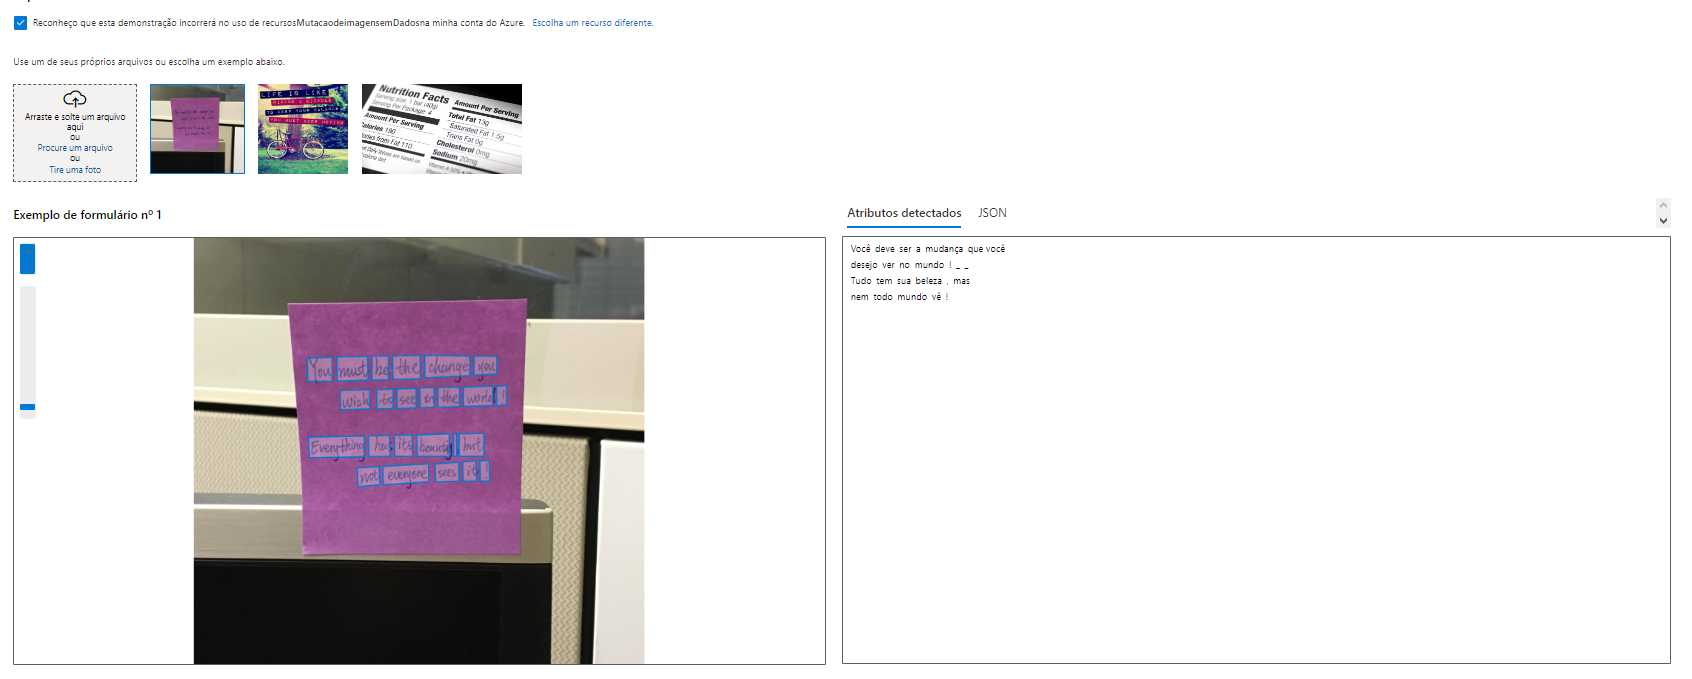 Reconheço que esta demonstração incorrerá no uso de recursosMutacaodeimagensemDadosna minha conta do Azure. Escolha um recurso diferente.
Use um de seus próprios arquivos ou escolha um exemplo abaixo.
Arraste e solte um arquivo
aqui
ou
Procure um arquivo
ou
Tire uma foto
LIFE IS LIKE
RIDING A BICYCLE
TO KEEP YOUR BALANCE
YOU MUST KEEP MOVING
Nutrition Facts
Serving size: 1 bar (40g)
Serving Per Package: 4
Amount Per Serving
Calories 190
Calories from Fat 110
Amount Per Serving
Total Fat 13g
Saturated Fat 1.5g
Trans Fat 0g
Cholesterol 0mg
Sodium 20mg
Exemplo de formulário nº 1
You must be the change you
wish to see in the world!
Everything has its beauty, but
not everyone sees it!
Atributos detectados JSON
Você deve ser a mudança que você
desejo ver no mundo ! _ _
Tudo tem sua beleza , mas
nem todo mundo vê !